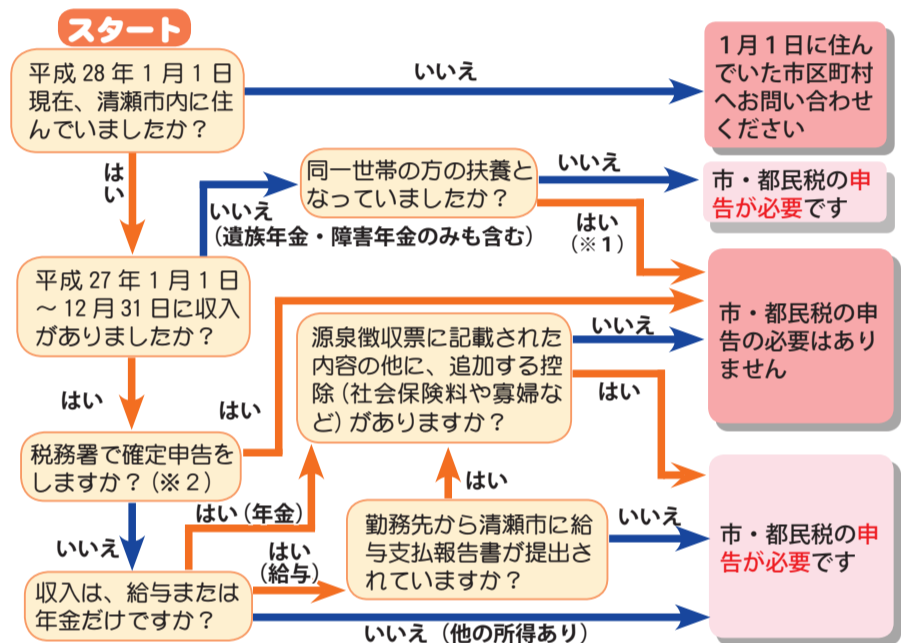 スタート
平成28年1月1日
現在、清瀬市内に住
んでいましたか？
いいえ
1月1日に住ん
でいた市区町村
へお問い合わせ
ください
はい
同一世帯の方の扶養と
なっていましたか？
いいえ
市・都民税の申
告が必要です
いいえ
（遺族年金・障害年金のみも含む）
はい
（※1）
平成27年1月1日
～12月31日に収入
がありましたか？
市・都民税の申
告の必要はあり
ません
源泉徴収票に記載された
内容の他に、追加する控
除（社会保険料や寡婦な
ど）がありますか？
いいえ
はい
はい
はい
税務署で確定申告を
しますか？（※2）
はい（年金）
はい
いいえ
はい
（給与）
勤務先から清瀬市に給
与支払報告書が提出さ
れていますか？
いいえ
市・都民税の申
告が必要です
収入は、給与または
年金だけですか？
いいえ（他の所得あり）